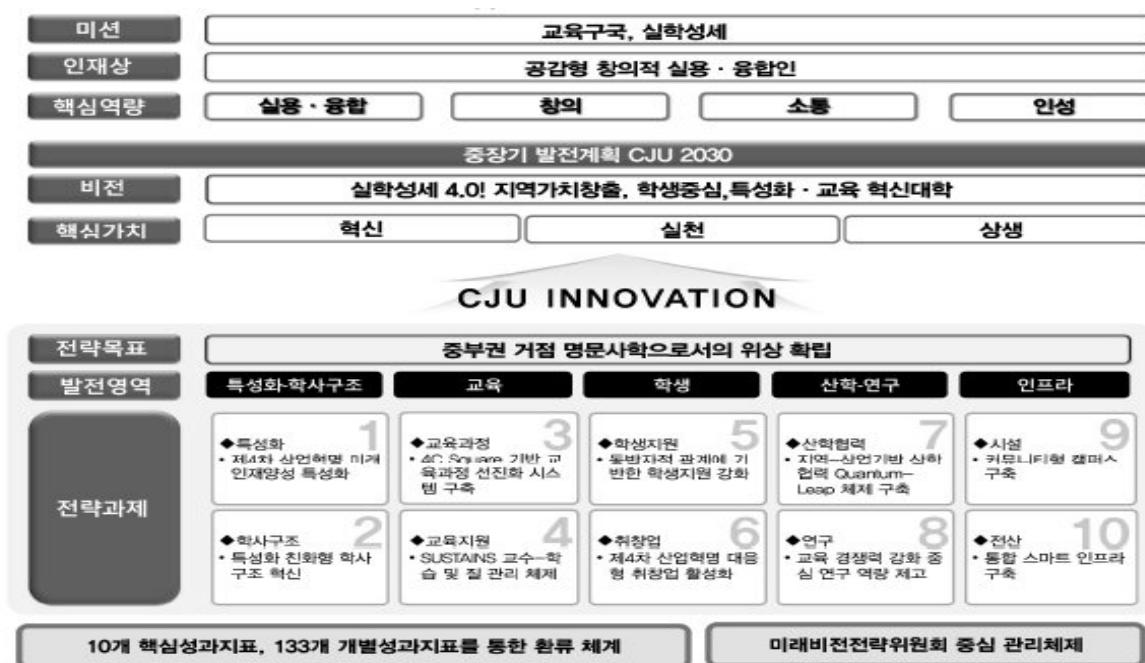 미션 교육구국, 실학성세
인재상 공감형 창의적 실용 · 융합인
핵심역량 실용 · 융합 창의 소통 인성
중장기 발전계획 CJU 2030
비전 실학성세 4.0! 지역가치창출, 학생중심,특성화 · 교육 혁신대학
핵심가치 혁신 실천 상생
CJU INNOVATION
전략목표 중부권 거점 명문사학으로서의 위상 확립
발전영역 특성화-학사구조 교육 학생 산학-연구 인프라
전략과제
1
◆특성화
• 제4차 산업혁명 미래
인재양성 특성화
2
◆학사구조
• 특성화 친화형 학사
구조 혁신
3
◆교육과정
• 4C Square 기반 교
육과정 선진화 시스
템 구축
4
◆교육지원
• SUSTAINS 교수-학
습 및 질 관리 체제
5
◆학생지원
• 동반자적 관계에 기
반한 학생지원 강화
6
◆취창업
• 제4차 산업혁명 대응
형 취창업 활성화
7
◆산학협력
• 지역-산업기반 산학
협력 Quantum-
Leap 체제 구축
8
◆연구
• 교육 경쟁력 강화 중
심 연구 역량 제고
9
◆시설
• 커뮤니티형 캠퍼스
구축
10
◆전산
• 통합 스마트 인프라
구축
10개 핵심성과지표, 133개 개별성과지표를 통한 환류 체계
미래비전전략위원회 중심 관리체제